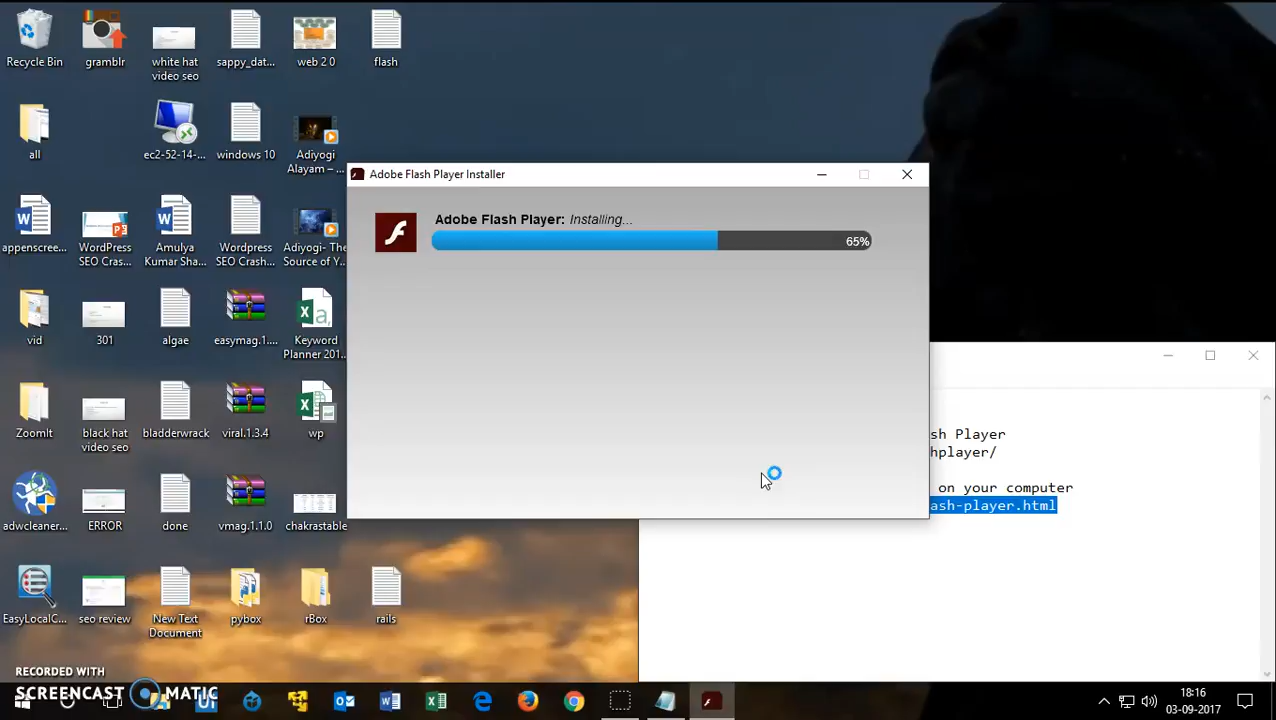 Recycle Bin
gramblr
white hat
video seo
sappy_dat...
web 2 0
flash
all
ec2-52-14-...
windows 10
Adiyogi
Alayam – ...
appenscreen...
WordPress
SEO Cras...
Amulya
Kumar Sha...
Wordpress
SEO Crash...
Adiyogi- The
Source of Y...
vid
301
algae
easymag.1....
Keyword
Planner 201...
ZoomIt
black hat
video seo
bladderwrack
viral.1.3.4
wp
adwcleaner...
ERROR
done
vmag.1.1.0
chakrastable
EasyLocalC...
seo review
New Text
Document
pybox
rBox
rails
Adobe Flash Player Installer
Adobe Flash Player: Installing...
65%
sh Player
hplayer/
on your computer
ash-player.html
RECORDED WITH
SCREENCAST MATIC
18:16
03-09-2017